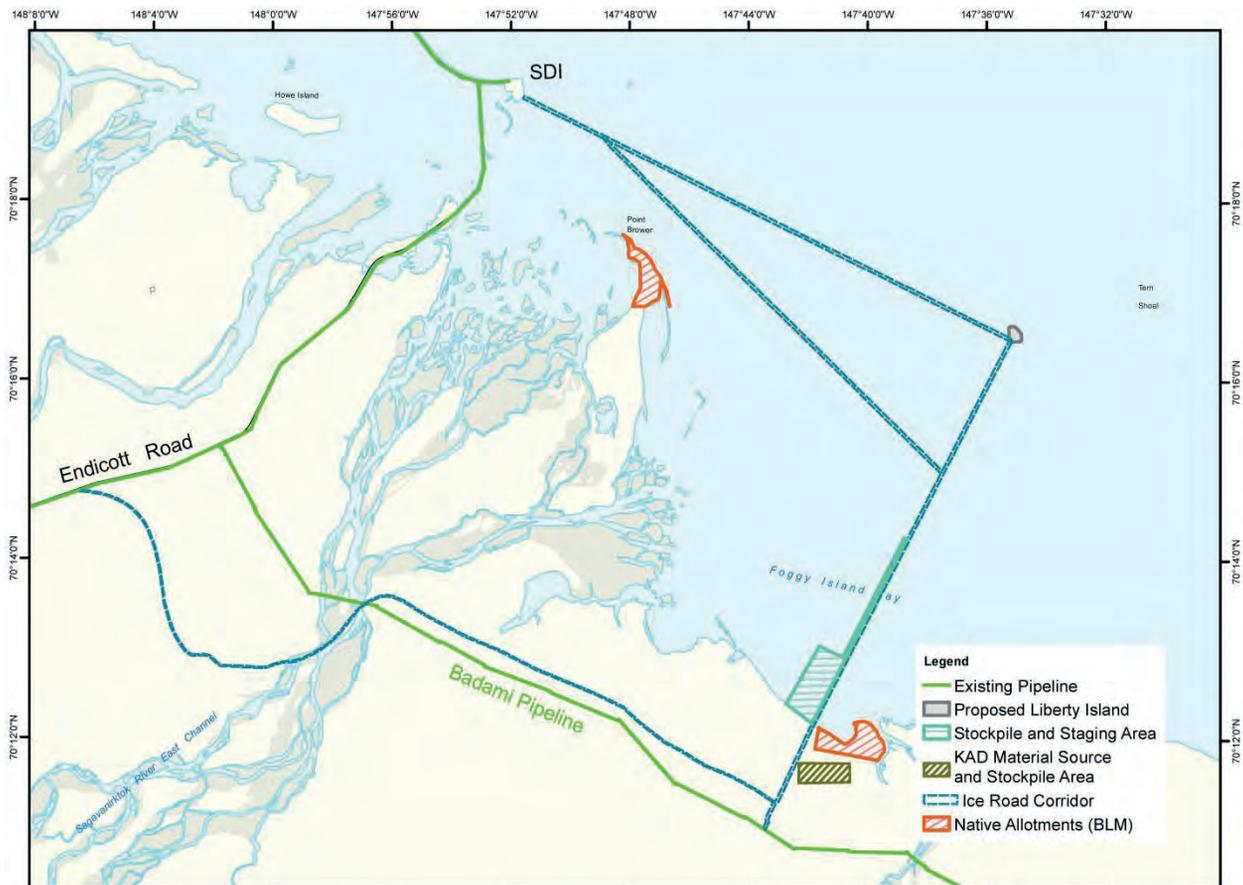 148°8'0"W
148°4'0"W
148°0'0"W
147°56'0"W
147°52'0"W
147°48'0"W
147°44'0"W
147°40'0"W
147°36'0"W
147°32'0"W
SDI
Howe Island
70°18'0"N
70°18'0"N
Point
Brower
Tern
Shoal
70°16'0"N
70°16'0"N
Endicott Road
70°14'0"N
70°14'0"N
Foggy Island Bay
Badami Pipeline
Sagavanirktok River East Channel
70°12'0"N
70°12'0"N
Legend
Existing Pipeline
Proposed Liberty Island
Stockpile and Staging Area
KAD Material Source
and Stockpile Area
Ice Road Corridor
Native Allotments (BLM)